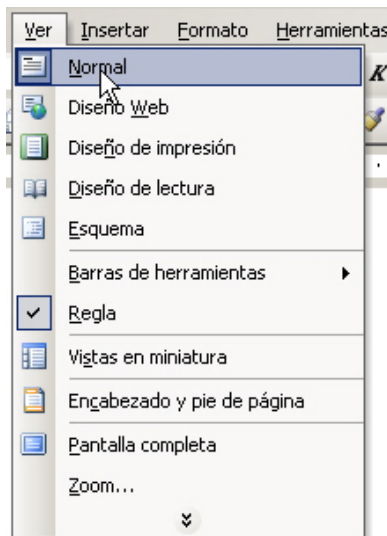 Ver Insertar Formato Herramientas
Normal
K
Diseño Web
Diseño de impresión
Diseño de lectura
Esquema
Barras de herramientas
Regla
Vistas en miniatura
Encabezado y pie de página
Pantalla completa
Zoom...